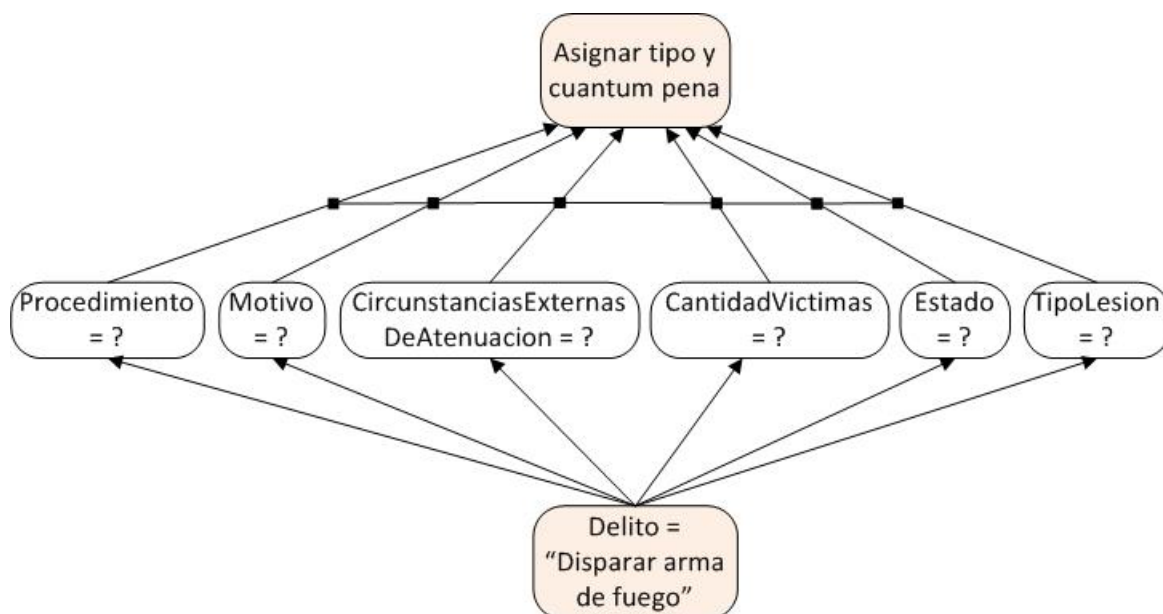 Asignar tipo y
cuantum pena
Procedimiento
= ?
Motivo
= ?
CircunstanciasExternas
DeAtenuacion = ?
CantidadVictimas
= ?
Estado
= ?
TipoLesion
= ?
Delito =
“Disparar arma
de fuego”